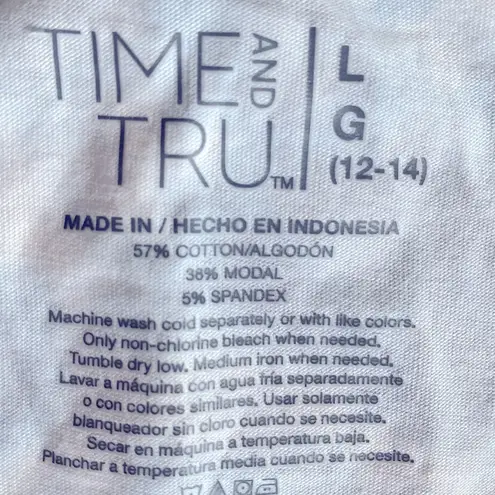 TIME AND TRU™
L
G
(12-14)
MADE IN / HECHO EN INDONESIA
57% COTTON/ALGODÓN
38% MODAL
5% SPANDEX
Machine wash cold separately or with like colors.
Only non-chlorine bleach when needed.
Tumble dry low. Medium iron when needed.
Lavar a máquina con agua fría separadamente
o con colores similares. Usar solamente
blanqueador sin cloro cuando se necesite.
Secar en máquina a temperatura baja.
Planchar a temperatura media cuando se necesite.